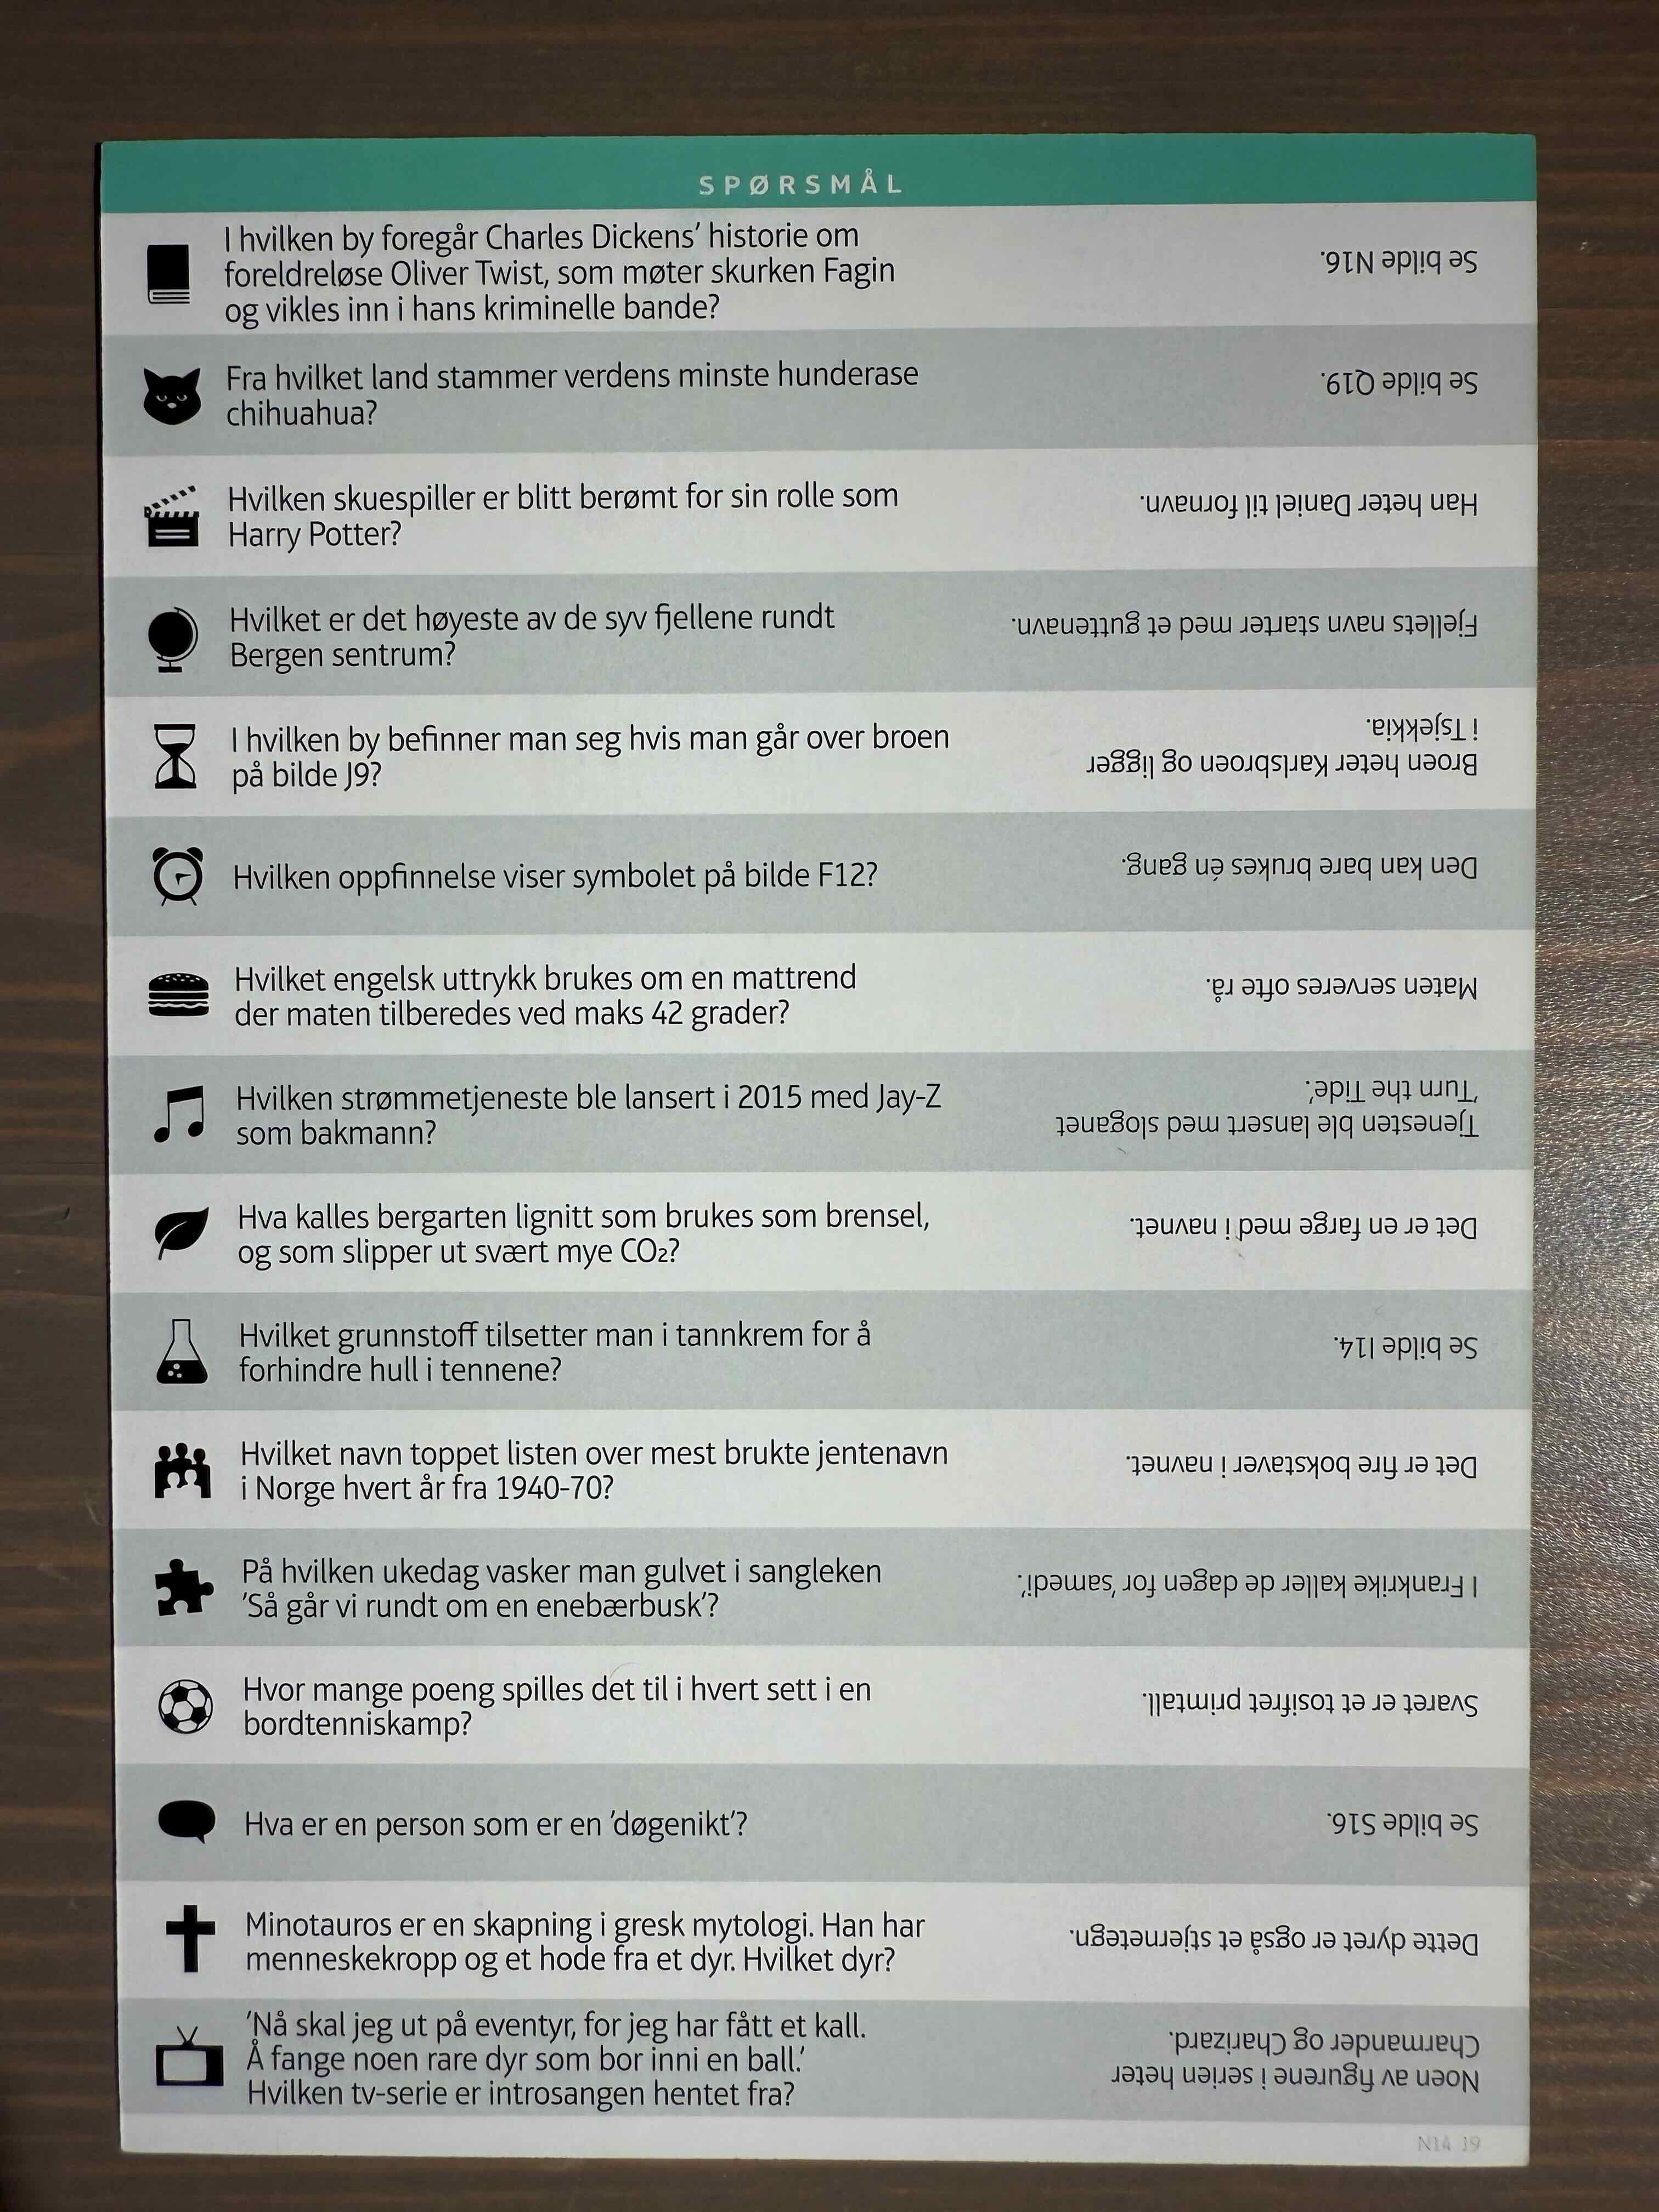 SPØRSMÅL
I hvilken by foregår Charles Dickens’ historie om
foreldreløse Oliver Twist, som møter skurken Fagin
og vikles inn i hans kriminelle bande?
Se bilde N16.
Fra hvilket land stammer verdens minste hunderase
chihuahua?
Se bilde Q19.
Hvilken skuespiller er blitt berømt for sin rolle som
Harry Potter?
Han heter Daniel til fornavn.
Hvilket er det høyeste av de syv fjellene rundt
Bergen sentrum?
Fjellets navn starter med et guttenavn.
I hvilken by befinner man seg hvis man går over broen
på bilde J9?
Broen heter Karlsbroen og ligger
i Tsjekkia.
Hvilken oppfinnelse viser symbolet på bilde F12?
Den kan bare brukes én gang.
Hvilket engelsk uttrykk brukes om en mattrend
der maten tilberedes ved maks 42 grader?
Maten serveres ofte rå.
Hvilken strømmetjeneste ble lansert i 2015 med Jay-Z
som bakmann?
Tjenesten ble lansert med sloganet
’Turn the Tide’.
Hva kalles bergarten lignitt som brukes som brensel,
og som slipper ut svært mye CO₂?
Det er en farge med i navnet.
Hvilket grunnstoff tilsetter man i tannkrem for å
forhindre hull i tennene?
Se bilde I14.
Hvilket navn toppet listen over mest brukte jentenavn
i Norge hvert år fra 1940-70?
Det er fire bokstaver i navnet.
På hvilken ukedag vasker man gulvet i sangleken
’Så går vi rundt om en enebærbusk’?
I Frankrike kaller de dagen for ’samedi’.
Hvor mange poeng spilles det til i hvert sett i en
bordtenniskamp?
Svaret er et tosifret primtall.
Hva er en person som er en ’døgenikt’?
Se bilde S16.
Minotauros er en skapning i gresk mytologi. Han har
menneskekropp og et hode fra et dyr. Hvilket dyr?
Dette dyret er også et stjernetegn.
’Nå skal jeg ut på eventyr, for jeg har fått et kall.
Å fange noen rare dyr som bor inni en ball.’
Hvilken tv-serie er introsangen hentet fra?
Noen av figurene i serien heter
Charmander og Charizard.
N14 J9